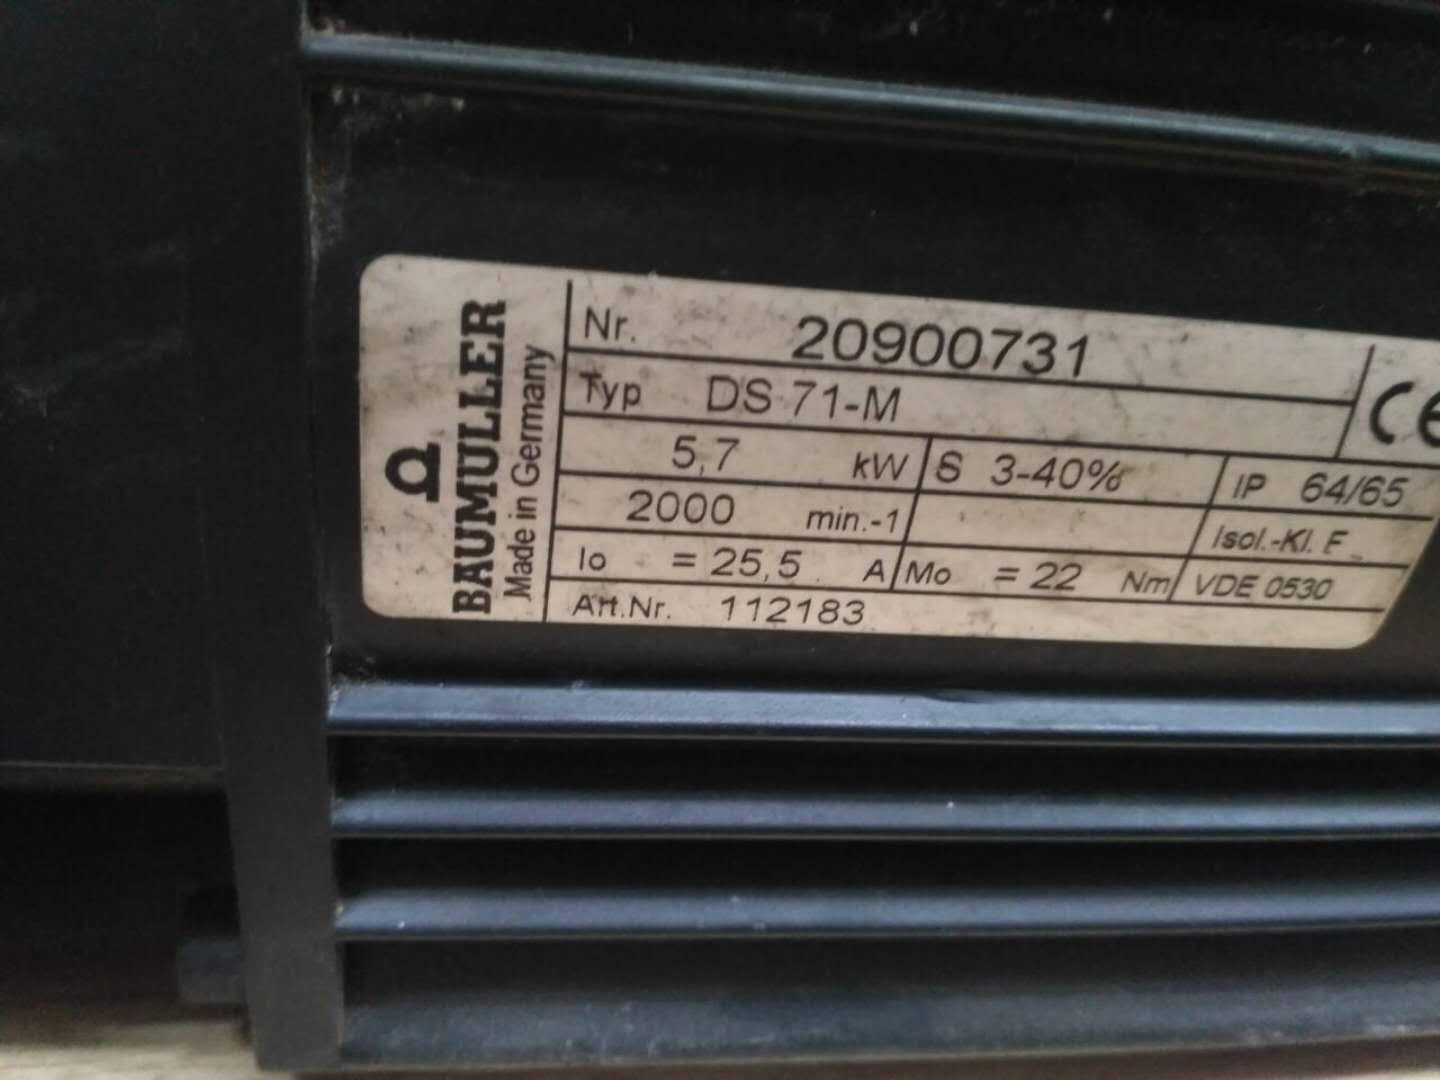 BAUMULLER
Made in Germany
Nr. 20900731
Typ DS 71-M
CE
5,7 kW S 3-40% IP 64/65
2000 min.-1 Isol.-Kl. F
Io = 25,5 A Mo = 22 Nm VDE 0530
Art.Nr. 112183